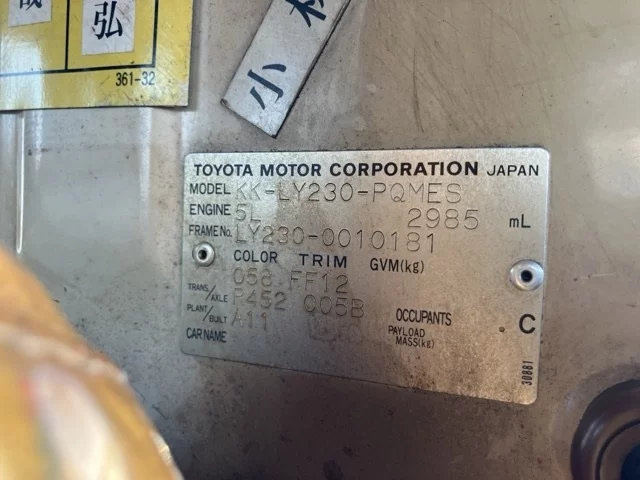 弘
361-32
小林
TOYOTA MOTOR CORPORATION JAPAN
MODEL KK-LY230-PQMES
ENGINE 5L 2985 mL
FRAME No. LY230-0010181
COLOR TRIM GVM(kg)
058 FF12
TRANS/AXLE R452 C05B
PLANT/BUILT A11 OCCUPANTS C
CAR NAME PAYLOAD MASS(kg)
30881